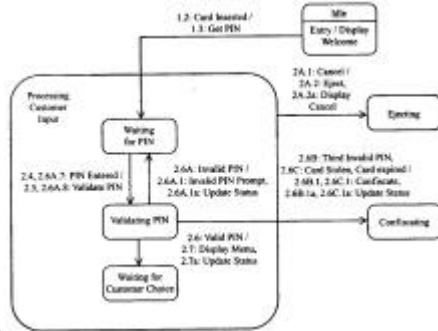 Idle
Entry / Display
Welcome
1.2: Card Inserted /
1.3: Get PIN
Processing
Customer
Input
2A.1: Cancel /
2A.2: Eject,
2A.2a: Display
Cancel
Ejecting
Waiting
for PIN
2.4, 2.6A.7: PIN Entered /
2.5, 2.6A.8: Validate PIN
2.6A: Invalid PIN /
2.6A.1: Invalid PIN Prompt,
2.6A.1a: Update Status
2.6B: Third Invalid PIN,
2.6C: Card Stolen, Card expired /
2.6B.1, 2.6C.1: Confiscate,
2.6B.1a, 2.6C.1a: Update Status
Validating PIN
Confiscating
2.6: Valid PIN /
2.7: Display Menu,
2.7a: Update Status
Waiting for
Customer Choice